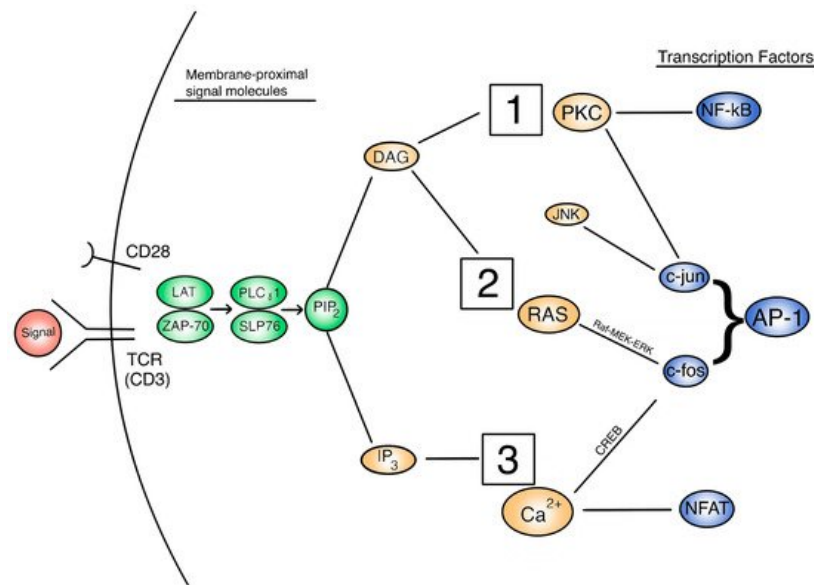 Transcription Factors
Membrane-proximal
signal molecules
1
PKC
NF-kB
DAG
JNK
CD28
2
c-jun
LAT
PLCγ1
PIP₂
RAS
AP-1
Signal
ZAP-70
SLP76
Raf-MEK-ERK
TCR
(CD3)
c-fos
3
IP₃
CREB
Ca²⁺
NFAT